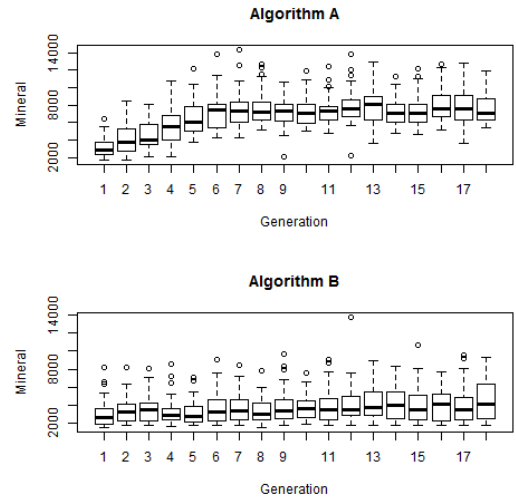 Algorithm A
14000
8000
2000
Mineral
1 2 3 4 5 6 7 8 9 11 13 15 17
Generation
Algorithm B
14000
8000
2000
Mineral
1 2 3 4 5 6 7 8 9 11 13 15 17
Generation